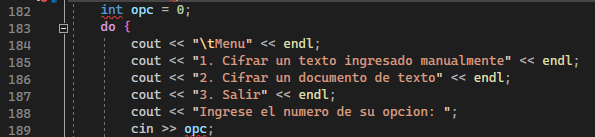 182 int opc = 0;
183 do {
184 cout << "\tMenu" << endl;
185 cout << "1. Cifrar un texto ingresado manualmente" << endl;
186 cout << "2. Cifrar un documento de texto" << endl;
187 cout << "3. Salir" << endl;
188 cout << "Ingrese el numero de su opcion: ";
189 cin >> opc;